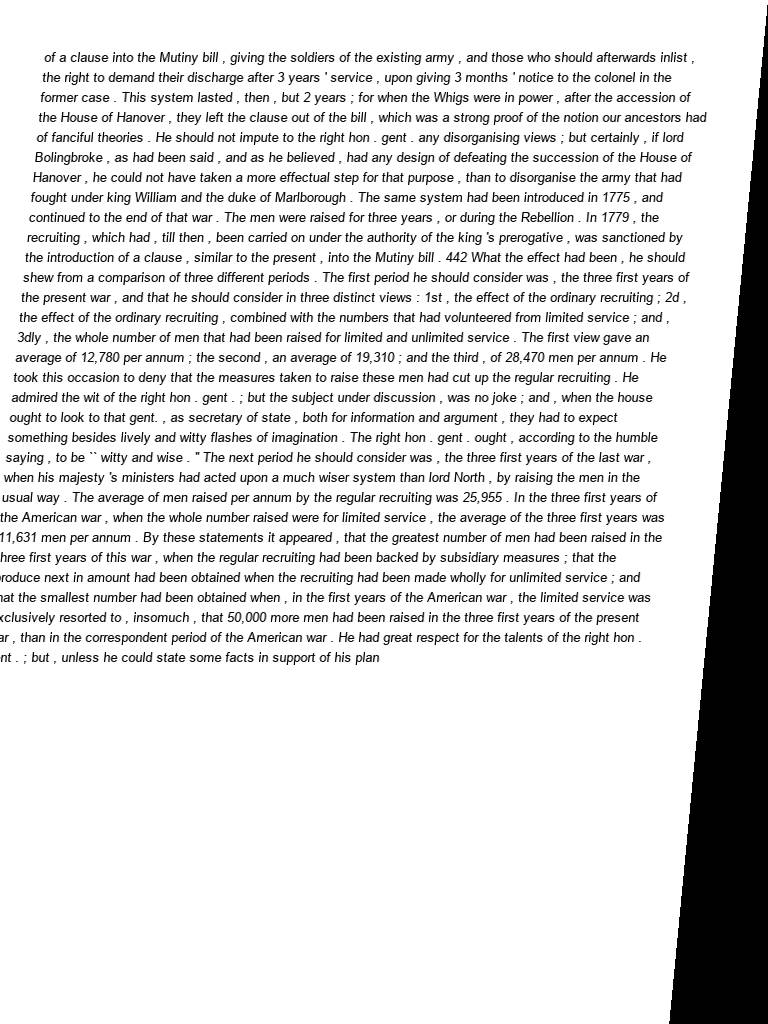 of a clause into the Mutiny bill , giving the soldiers of the existing army , and those who should afterwards inlist ,
the right to demand their discharge after 3 years ' service , upon giving 3 months ' notice to the colonel in the
former case . This system lasted , then , but 2 years ; for when the Whigs were in power , after the accession of
the House of Hanover , they left the clause out of the bill , which was a strong proof of the notion our ancestors had
of fanciful theories . He should not impute to the right hon . gent . any disorganising views ; but certainly , if lord
Bolingbroke , as had been said , and as he believed , had any design of defeating the succession of the House of
Hanover , he could not have taken a more effectual step for that purpose , than to disorganise the army that had
fought under king William and the duke of Marlborough . The same system had been introduced in 1775 , and
continued to the end of that war . The men were raised for three years , or during the Rebellion . In 1779 , the
recruiting , which had , till then , been carried on under the authority of the king 's prerogative , was sanctioned by
the introduction of a clause , similar to the present , into the Mutiny bill . 442 What the effect had been , he should
shew from a comparison of three different periods . The first period he should consider was , the three first years of
the present war , and that he should consider in three distinct views : 1st , the effect of the ordinary recruiting ; 2d ,
the effect of the ordinary recruiting , combined with the numbers that had volunteered from limited service ; and ,
3dly , the whole number of men that had been raised for limited and unlimited service . The first view gave an
average of 12,780 per annum ; the second , an average of 19,310 ; and the third , of 28,470 men per annum . He
took this occasion to deny that the measures taken to raise these men had cut up the regular recruiting . He
admired the wit of the right hon . gent . ; but the subject under discussion , was no joke ; and , when the house
ought to look to that gent. , as secretary of state , both for information and argument , they had to expect
something besides lively and witty flashes of imagination . The right hon . gent . ought , according to the humble
saying , to be `` witty and wise . " The next period he should consider was , the three first years of the last war ,
when his majesty 's ministers had acted upon a much wiser system than lord North , by raising the men in the
usual way . The average of men raised per annum by the regular recruiting was 25,955 . In the three first years of
the American war , when the whole number raised were for limited service , the average of the three first years was
11,631 men per annum . By these statements it appeared , that the greatest number of men had been raised in the
three first years of this war , when the regular recruiting had been backed by subsidiary measures ; that the
produce next in amount had been obtained when the recruiting had been made wholly for unlimited service ; and
that the smallest number had been obtained when , in the first years of the American war , the limited service was
exclusively resorted to , insomuch , that 50,000 more men had been raised in the three first years of the present
war , than in the correspondent period of the American war . He had great respect for the talents of the right hon .
gent . ; but , unless he could state some facts in support of his plan